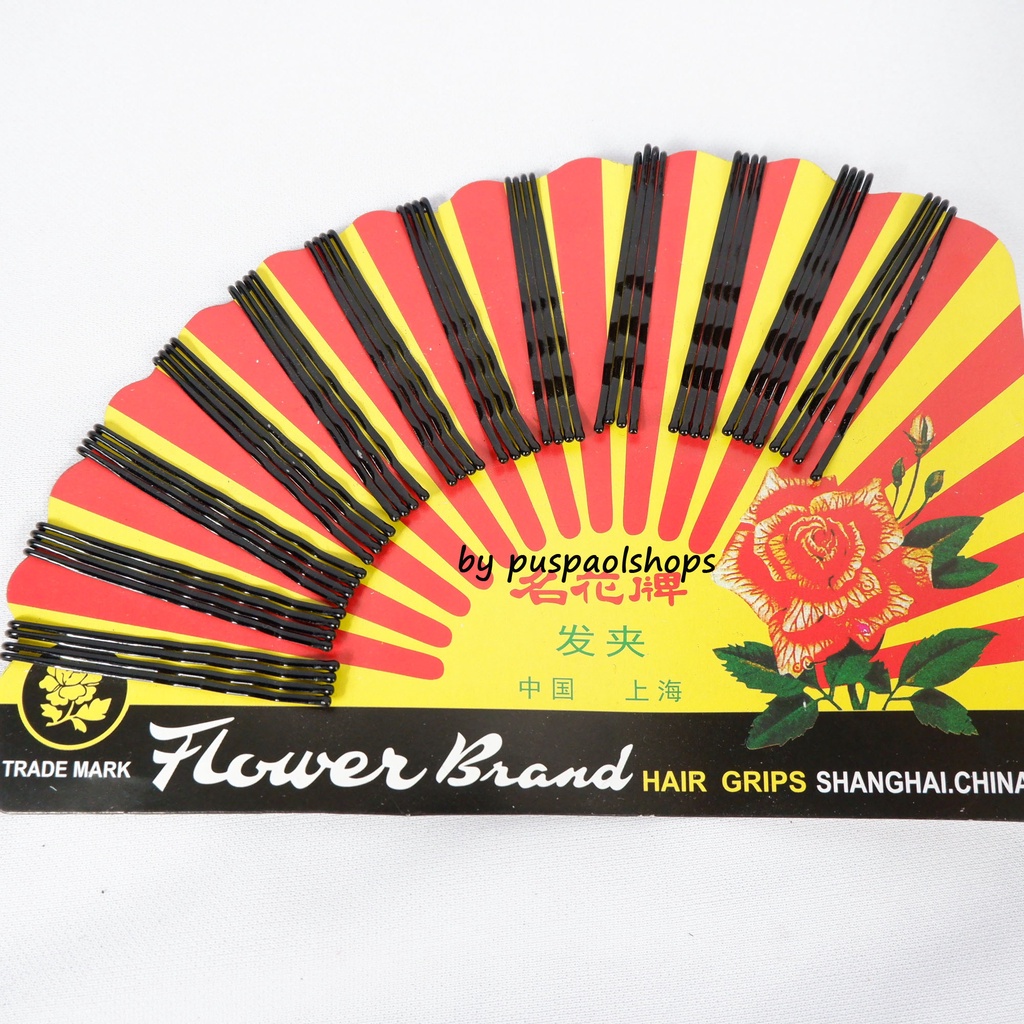 by puspaolshops
名花牌
发夹
中国 上海
TRADE MARK
Flower Brand HAIR GRIPS SHANGHAI.CHINA